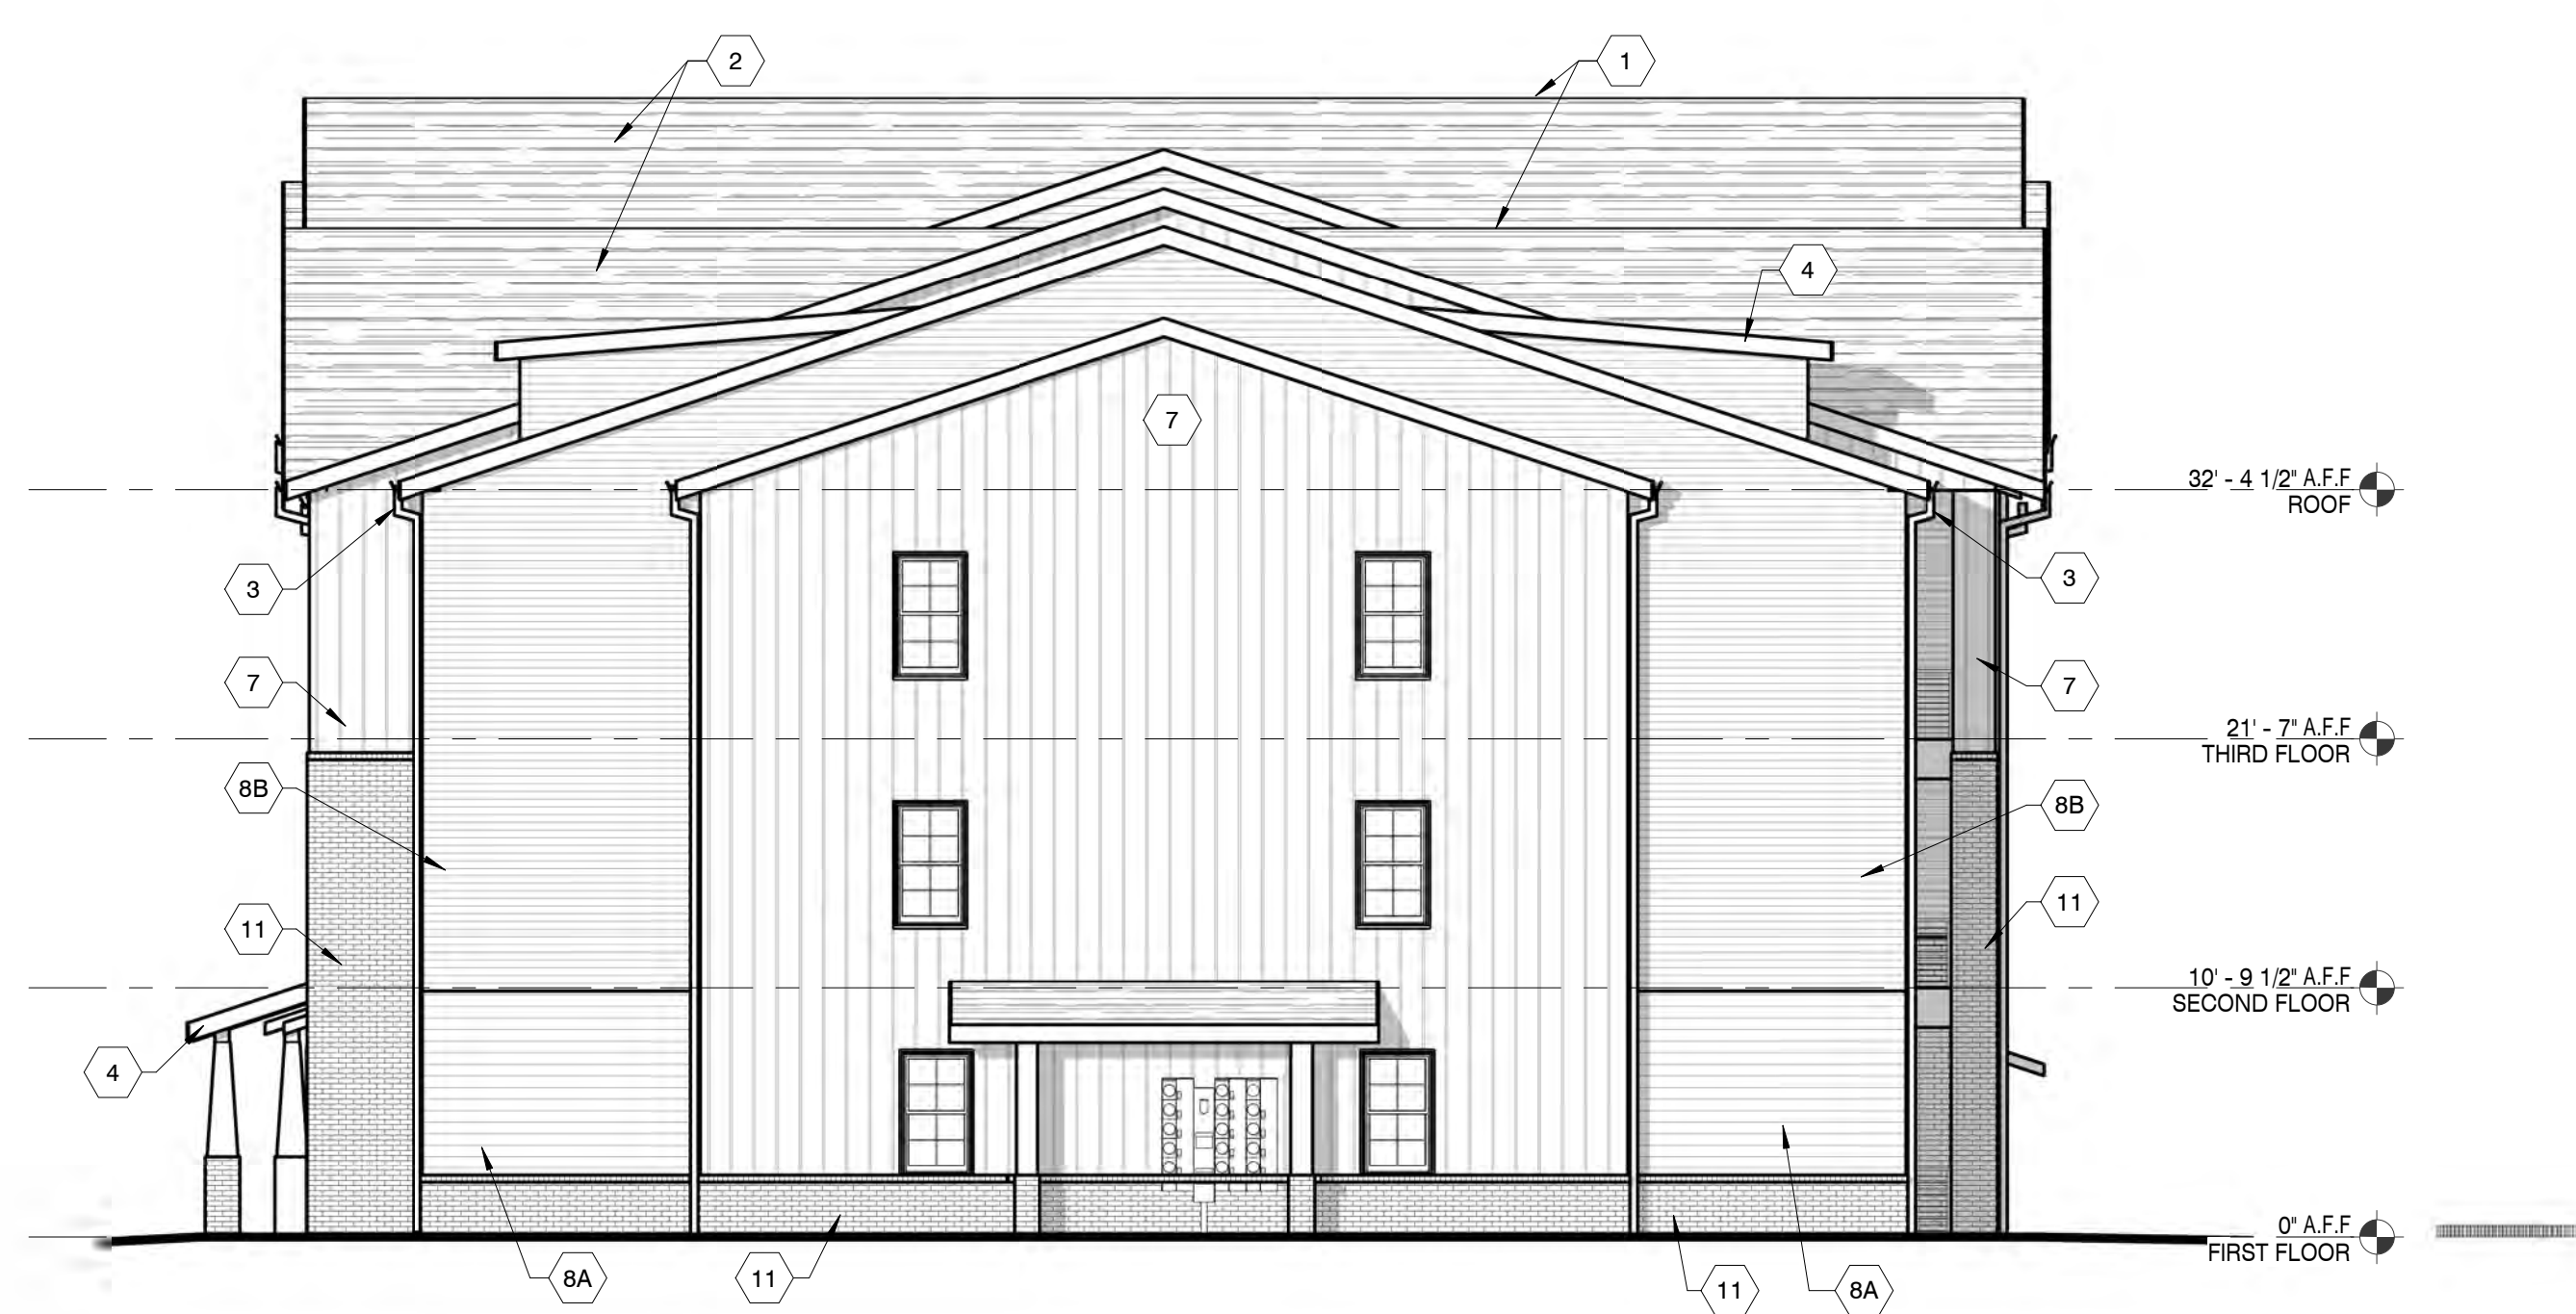 2
1
4
7
32' - 4 1/2" A.F.F
ROOF
3
3
7
7
21' - 7" A.F.F
THIRD FLOOR
8B
8B
11
11
10' - 9 1/2" A.F.F
SECOND FLOOR
4
0" A.F.F
FIRST FLOOR
8A
11
11
8A